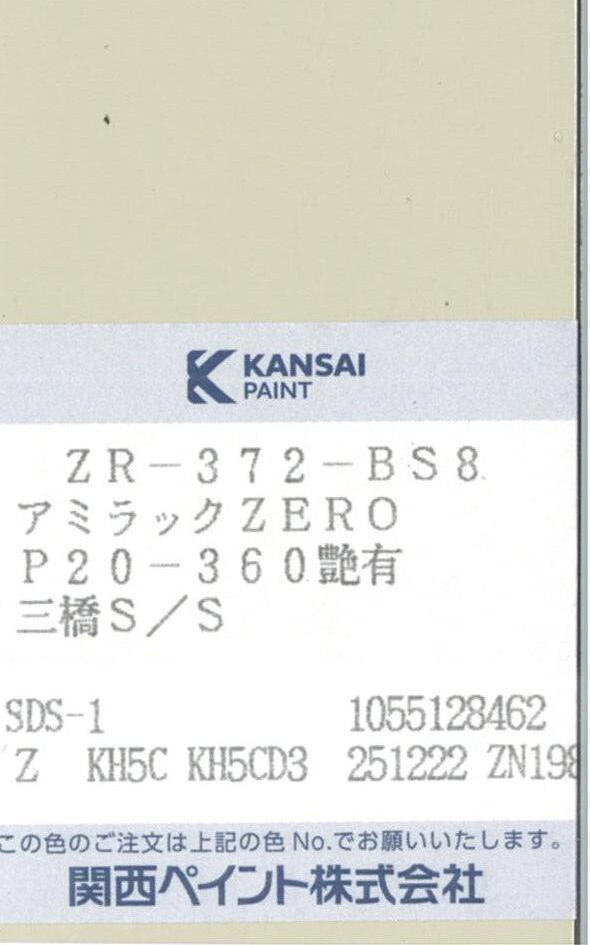 KANSAI
PAINT
ZR-372-BS8
アミラックZERO
P20-360艶有
三橋S/S
SDS-1 1055128462
Z KH5C KH5CD3 251222 ZN198
この色のご注文は上記の色No.でお願いいたします。
関西ペイント株式会社